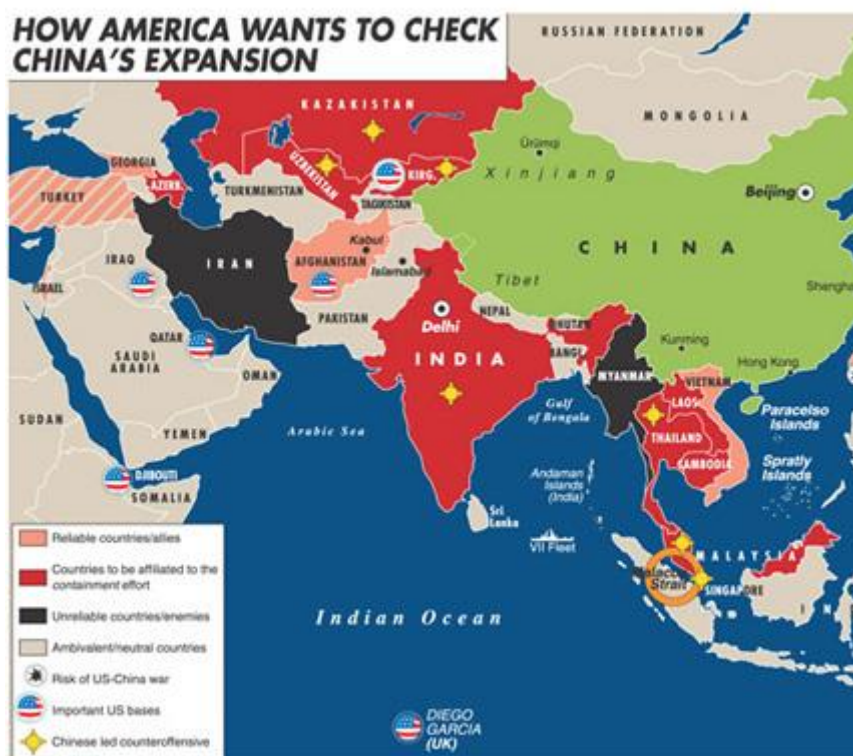 HOW AMERICA WANTS TO CHECK
CHINA'S EXPANSION
RUSSIAN FEDERATION
KAZAKISTAN
MONGOLIA
GEORGIA
AZERB.
UZBEKISTAN
KIRG.
Ürümqi
Xinjiang
TURKEY
TURKMENISTAN
TAGIKISTAN
Beijing
CHINA
IRAQ
IRAN
Kabul
AFGHANISTAN
Islamabad
Tibet
ISRAEL
Shangha
PAKISTAN
Delhi
NEPAL
BHUTAN
QATAR
SAUDI
ARABIA
INDIA
BANGL
Kunming
MYANMAR
Hong Kong
OMAN
VIETNAM
LAOS
SUDAN
YEMEN
Arabic Sea
Gulf
of Bengala
THAILAND
Paracelso
Islands
CAMBODIA
DJIBOUTI
SOMALIA
Andaman
Islands
(India)
Spratly
Islands
Sri
Lanka
VII Fleet
MALAYSIA
Malacca
Strait
SINGAPORE
IN
Indian Ocean
Reliable countries/allies
Countries to be affiliated to the
containment effort
Unreliable countries/enemies
Ambivalent/neutral countries
Risk of US-China war
Important US bases
Chinese led counteroffensive
DIEGO
GARCIA
(UK)